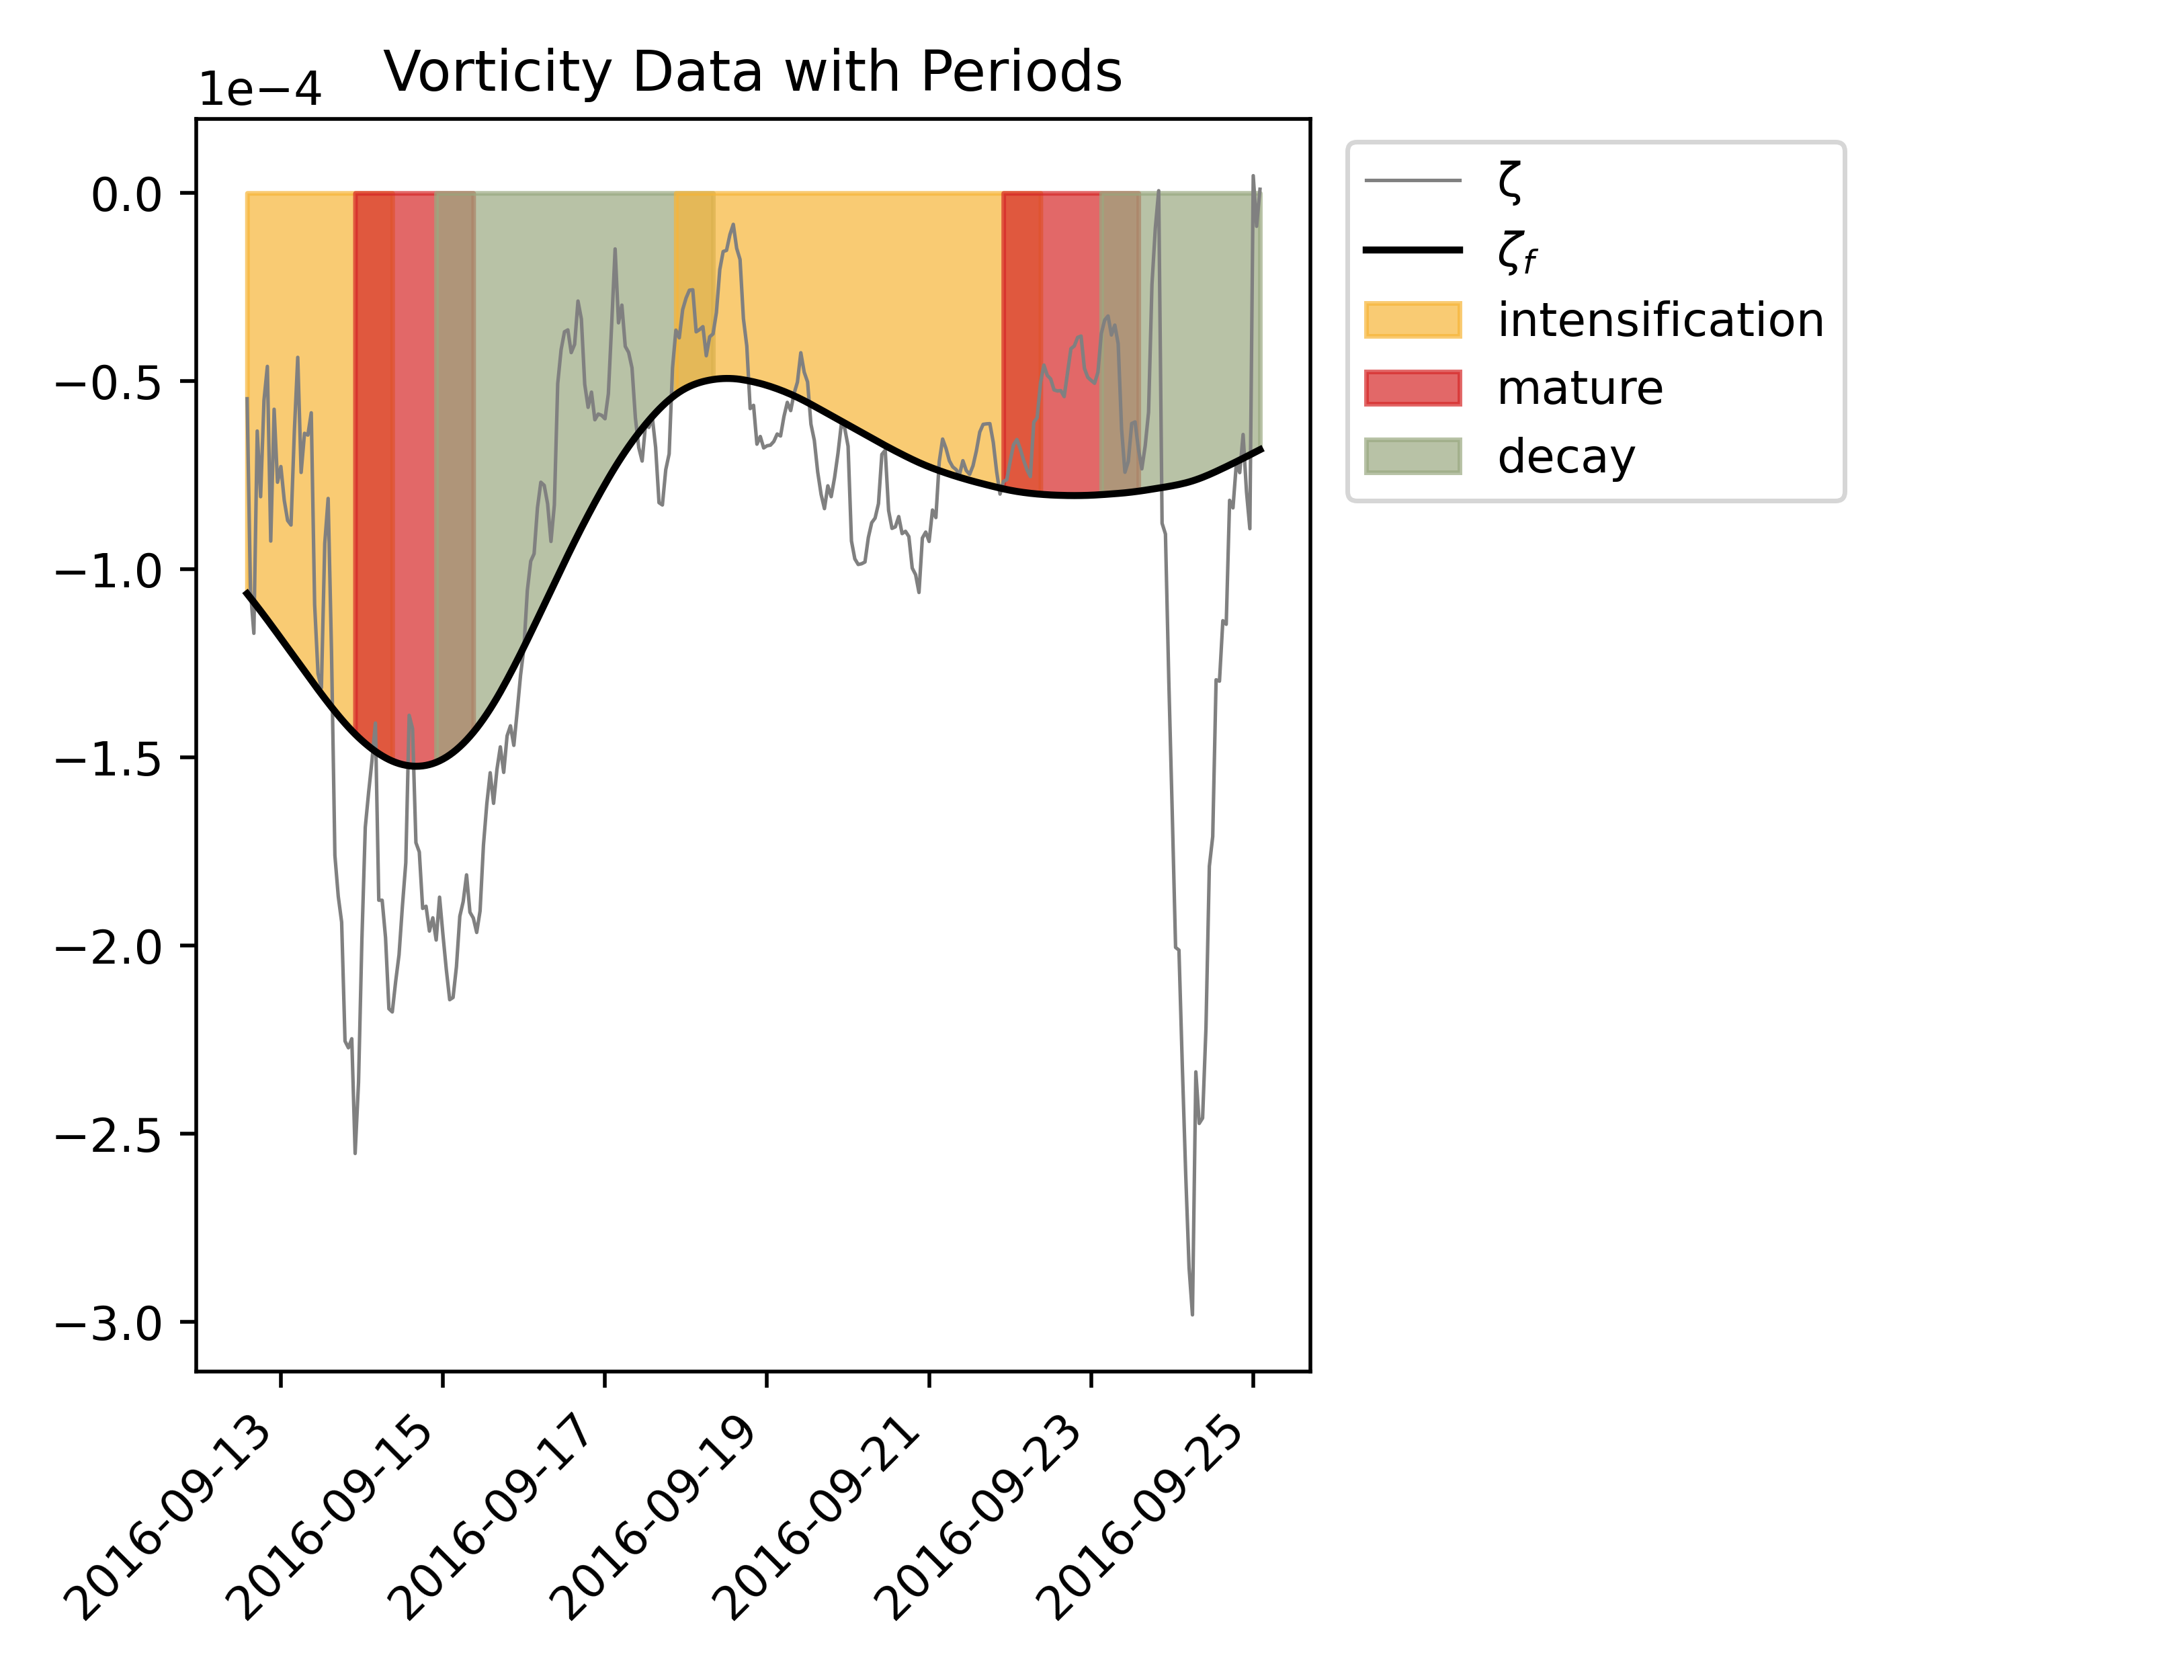 Vorticity Data with Periods
1e−4
0.0
−0.5
−1.0
−1.5
−2.0
−2.5
−3.0
2016-09-13
2016-09-15
2016-09-17
2016-09-19
2016-09-21
2016-09-23
2016-09-25
ζ
ζf
intensification
mature
decay